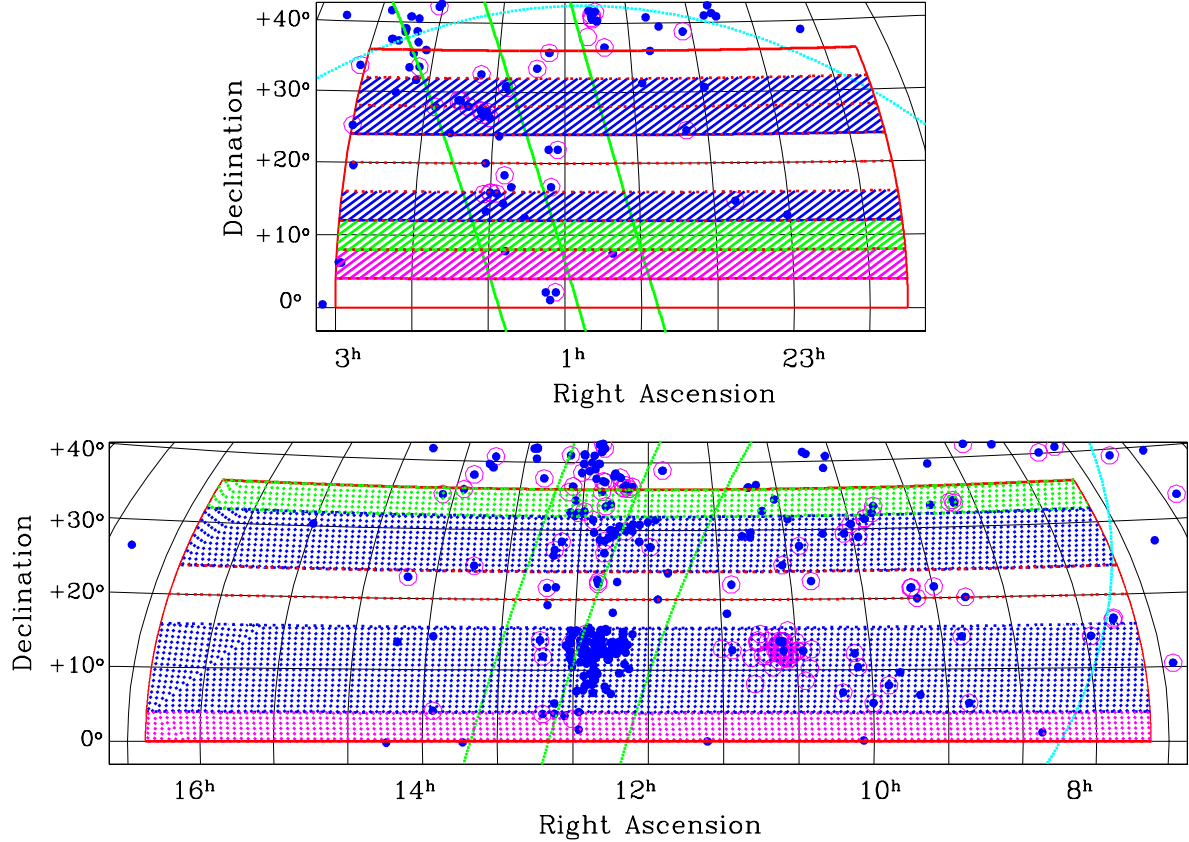 +40°
+30°
+20°
+10°
0°
Declination
3ʰ 1ʰ 23ʰ
Right Ascension
+40°
+30°
+20°
+10°
0°
Declination
16ʰ 14ʰ 12ʰ 10ʰ 8ʰ
Right Ascension